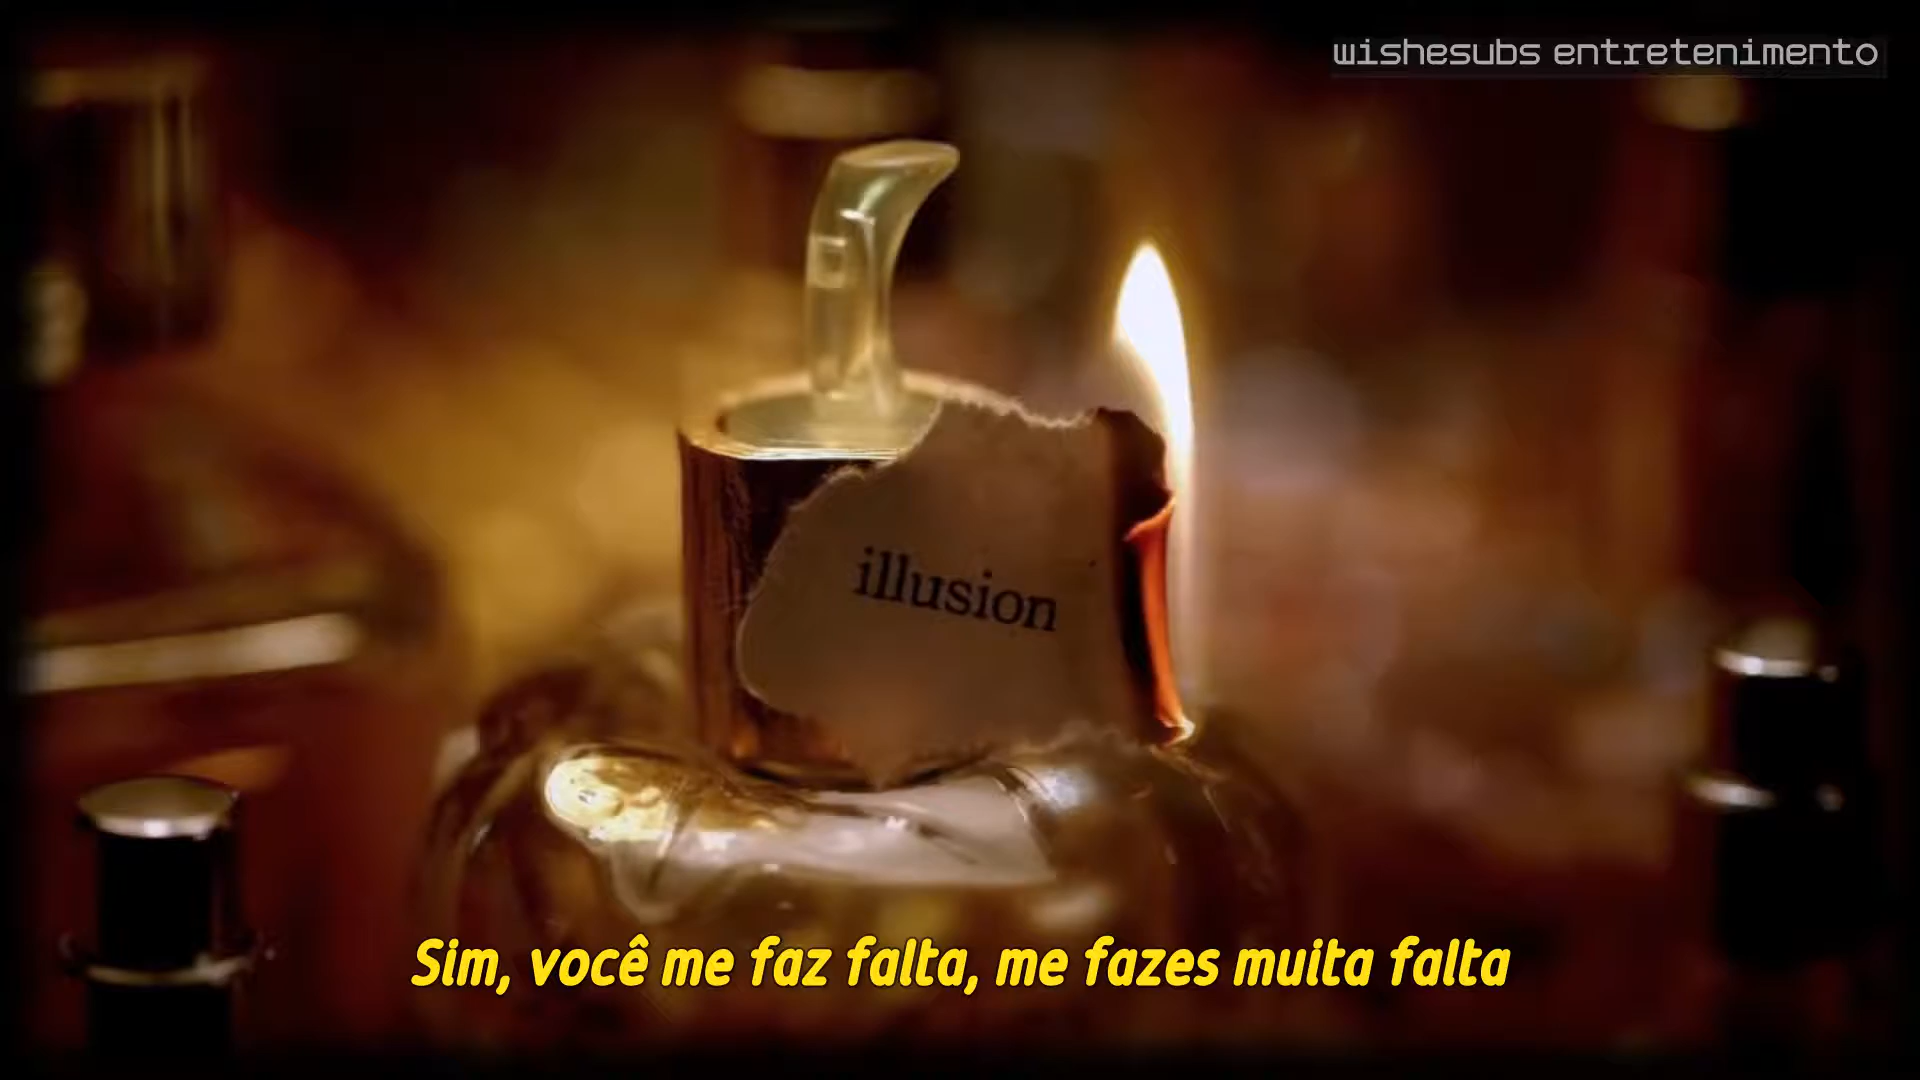 wishesubs entretenimento
illusion
Sim, você me faz falta, me fazes muita falta